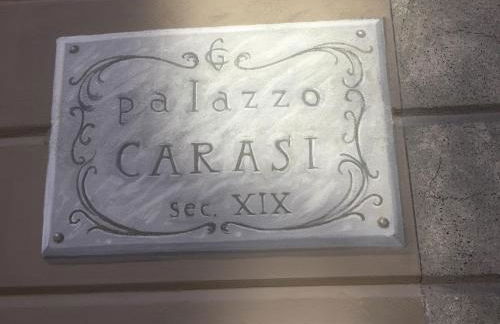 G
palazzo
CARASI
sec. XIX